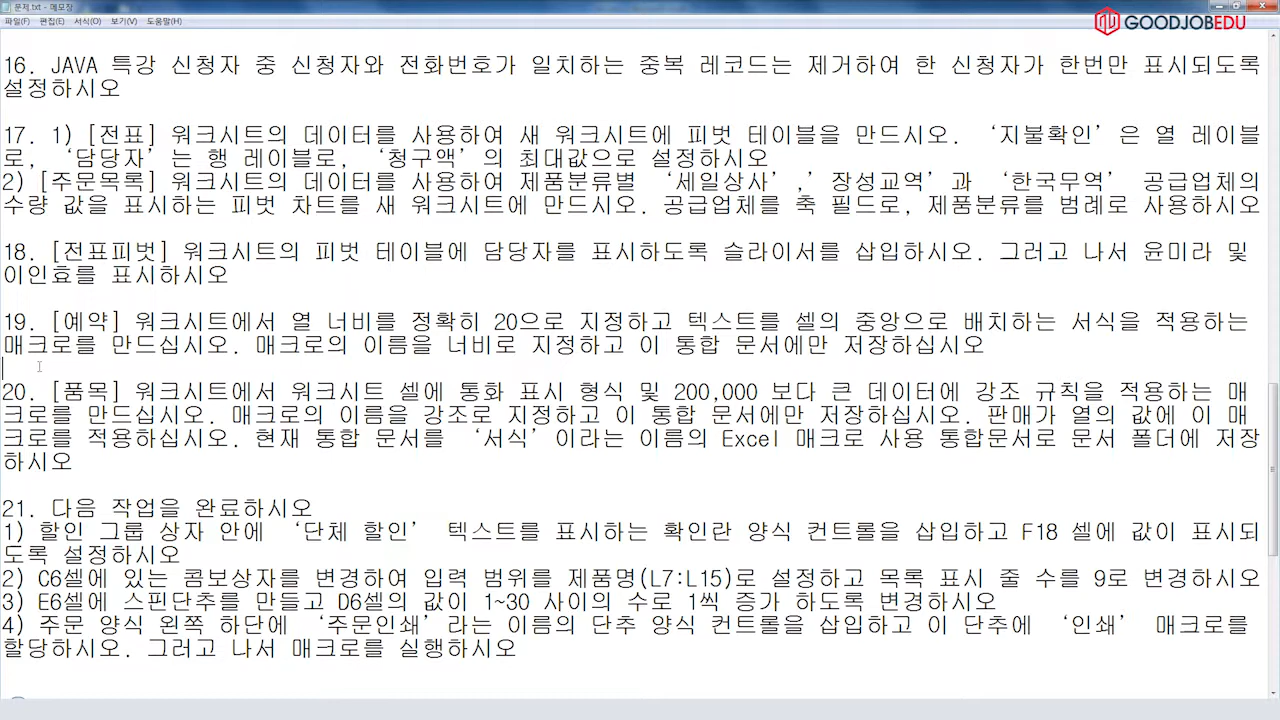 문제.txt - 메모장
파일(F) 편집(E) 서식(O) 보기(V) 도움말(H)
GOODJOBEDU
16. JAVA 특강 신청자 중 신청자와 전화번호가 일치하는 중복 레코드는 제거하여 한 신청자가 한번만 표시되도록
설정하시오
17. 1) [전표] 워크시트의 데이터를 사용하여 새 워크시트에 피벗 테이블을 만드시오. ‘지불확인’은 열 레이블
로, ‘담당자’는 행 레이블로, ‘청구액’의 최대값으로 설정하시오
2) [주문목록] 워크시트의 데이터를 사용하여 제품분류별 ‘세일상사’,’장성교역’과 ‘한국무역’ 공급업체의
수량 값을 표시하는 피벗 차트를 새 워크시트에 만드시오. 공급업체를 축 필드로, 제품분류를 범례로 사용하시오
18. [전표피벗] 워크시트의 피벗 테이블에 담당자를 표시하도록 슬라이서를 삽입하시오. 그러고 나서 윤미라 및
이인효를 표시하시오
19. [예약] 워크시트에서 열 너비를 정확히 20으로 지정하고 텍스트를 셀의 중앙으로 배치하는 서식을 적용하는
매크로를 만드십시오. 매크로의 이름을 너비로 지정하고 이 통합 문서에만 저장하십시오
20. [품목] 워크시트에서 워크시트 셀에 통화 표시 형식 및 200,000 보다 큰 데이터에 강조 규칙을 적용하는 매
크로를 만드십시오. 매크로의 이름을 강조로 지정하고 이 통합 문서에만 저장하십시오. 판매가 열의 값에 이 매
크로를 적용하십시오. 현재 통합 문서를 ‘서식’이라는 이름의 Excel 매크로 사용 통합문서로 문서 폴더에 저장
하시오
21. 다음 작업을 완료하시오
1) 할인 그룹 상자 안에 ‘단체 할인’ 텍스트를 표시하는 확인란 양식 컨트롤을 삽입하고 F18 셀에 값이 표시되
도록 설정하시오
2) C6셀에 있는 콤보상자를 변경하여 입력 범위를 제품명(L7:L15)로 설정하고 목록 표시 줄 수를 9로 변경하시오
3) E6셀에 스핀단추를 만들고 D6셀의 값이 1~30 사이의 수로 1씩 증가 하도록 변경하시오
4) 주문 양식 왼쪽 하단에 ‘주문인쇄’라는 이름의 단추 양식 컨트롤을 삽입하고 이 단추에 ‘인쇄’ 매크로를
할당하시오. 그러고 나서 매크로를 실행하시오